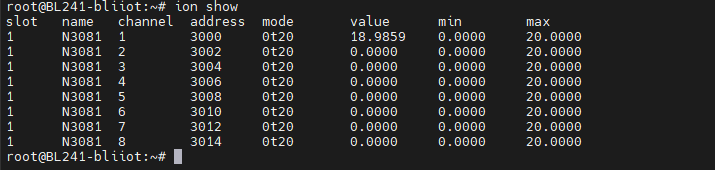 root@BL241-bliiot:~# ion show
slot name channel address mode value min max
1 N3081 1 3000 0t20 18.9859 0.0000 20.0000
1 N3081 2 3002 0t20 0.0000 0.0000 20.0000
1 N3081 3 3004 0t20 0.0000 0.0000 20.0000
1 N3081 4 3006 0t20 0.0000 0.0000 20.0000
1 N3081 5 3008 0t20 0.0000 0.0000 20.0000
1 N3081 6 3010 0t20 0.0000 0.0000 20.0000
1 N3081 7 3012 0t20 0.0000 0.0000 20.0000
1 N3081 8 3014 0t20 0.0000 0.0000 20.0000
root@BL241-bliiot:~#